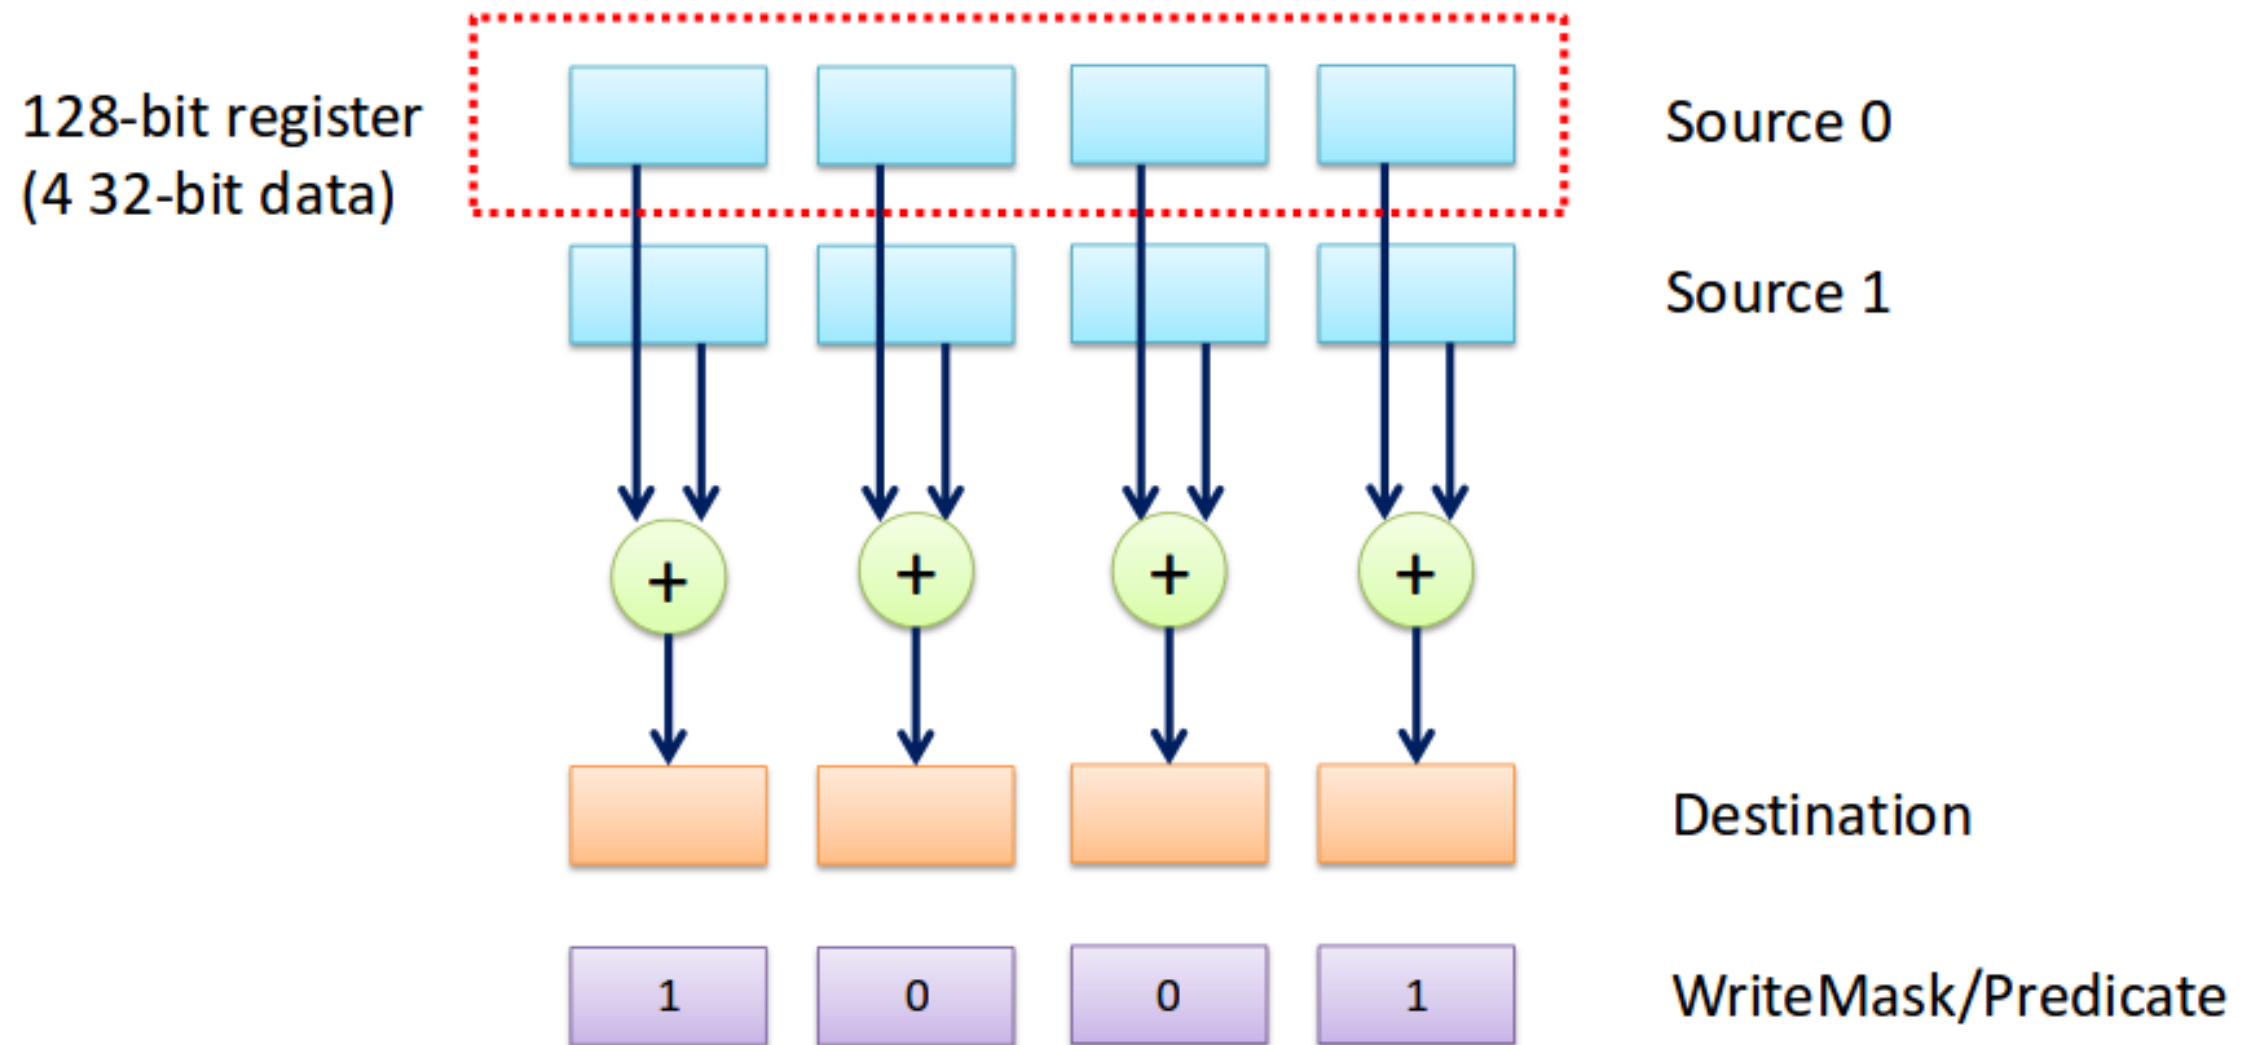 128-bit register
(4 32-bit data)
Source 0
Source 1
+ + + +
Destination
1 0 0 1
WriteMask/Predicate